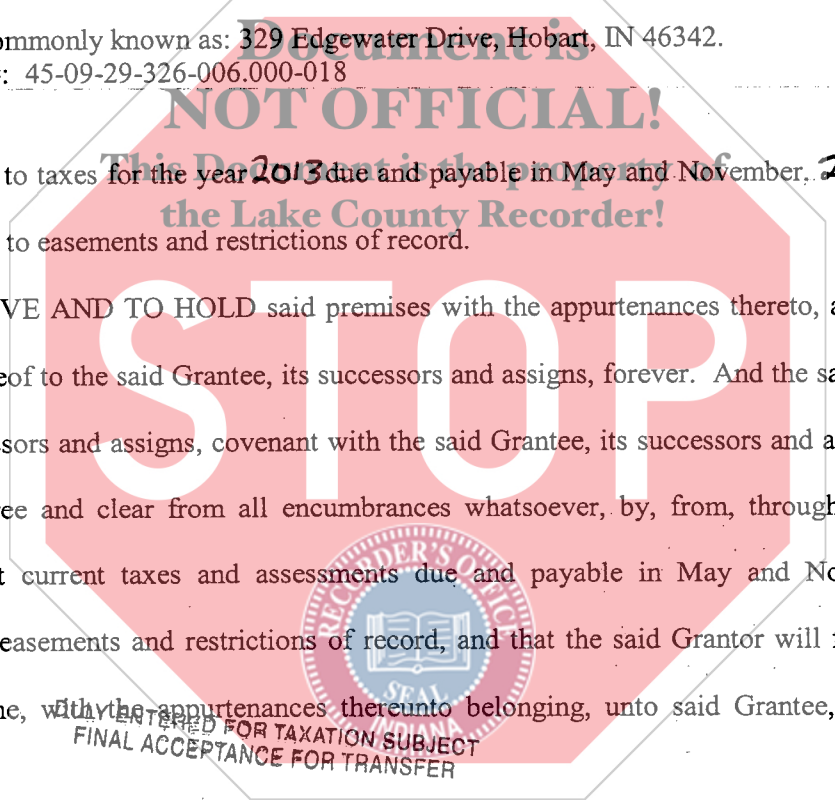 ommonly known as: 329 Edgewater Drive, Hobart, IN 46342.
: 45-09-29-326-006.000-018
Document is
NOT OFFICIAL!
This Document is the property of
the Lake County Recorder!
to taxes for the year 2013 due and payable in May and November. 2
to easements and restrictions of record.
VE AND TO HOLD said premises with the appurtenances thereto, a
eof to the said Grantee, its successors and assigns, forever. And the sa
sors and assigns, covenant with the said Grantee, its successors and a
ee and clear from all encumbrances whatsoever, by, from, through
t current taxes and assessments due and payable in May and No
easements and restrictions of record, and that the said Grantor will
ne, with the appurtenances thereunto belonging, unto said Grantee,
STOP
RECORDER'S OFFICE
SEAL
INDIANA
DULY ENTERED FOR TAXATION SUBJECT
FINAL ACCEPTANCE FOR TRANSFER